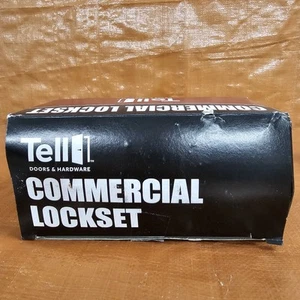 COMMERCIAL LOCKSET
Tell
DOORS & HARDWARE
COMMERCIAL
LOCKSET